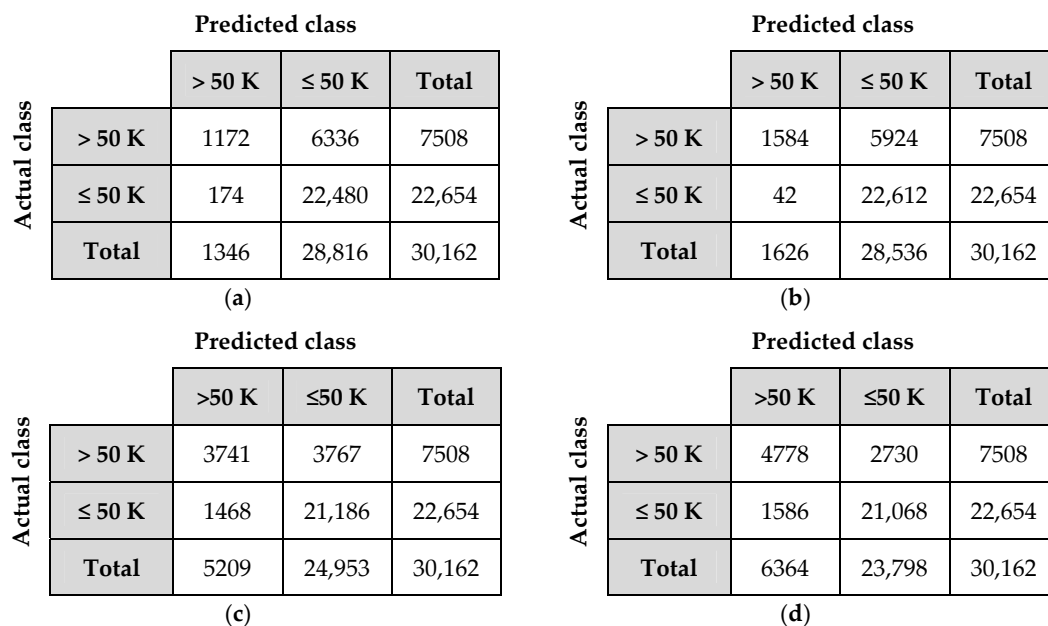 Predicted class
> 50 K ≤ 50 K Total
Actual class
> 50 K 1172 6336 7508
≤ 50 K 174 22,480 22,654
Total 1346 28,816 30,162
(a)
Predicted class
> 50 K ≤ 50 K Total
Actual class
> 50 K 1584 5924 7508
≤ 50 K 42 22,612 22,654
Total 1626 28,536 30,162
(b)
Predicted class
>50 K ≤50 K Total
Actual class
> 50 K 3741 3767 7508
≤ 50 K 1468 21,186 22,654
Total 5209 24,953 30,162
(c)
Predicted class
>50 K ≤50 K Total
Actual class
> 50 K 4778 2730 7508
≤ 50 K 1586 21,068 22,654
Total 6364 23,798 30,162
(d)